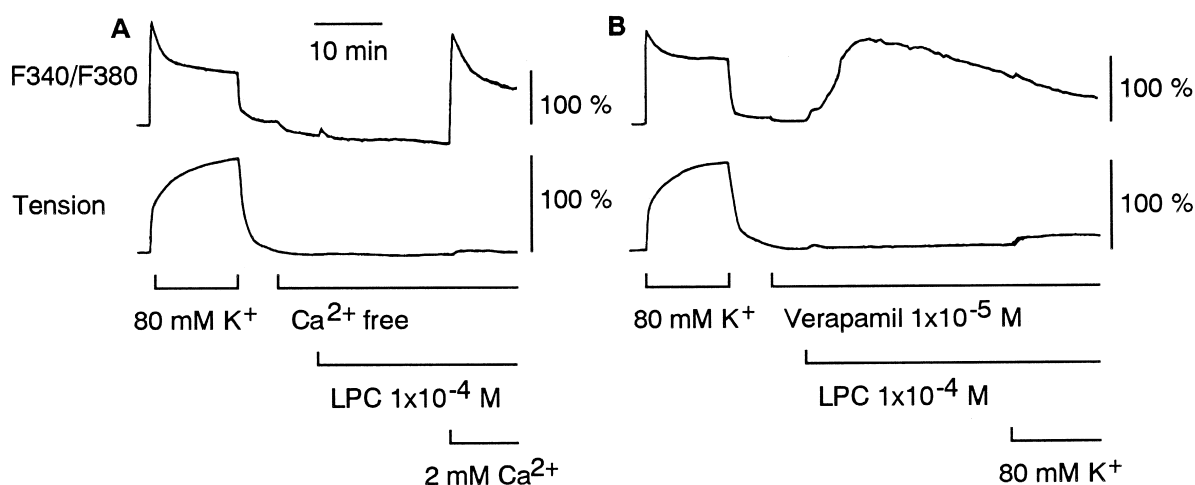 A
10 min
F340/F380
100 %
Tension
100 %
80 mM K⁺
Ca²⁺ free
LPC 1x10⁻⁴ M
2 mM Ca²⁺
B
100 %
100 %
80 mM K⁺
Verapamil 1x10⁻⁵ M
LPC 1x10⁻⁴ M
80 mM K⁺